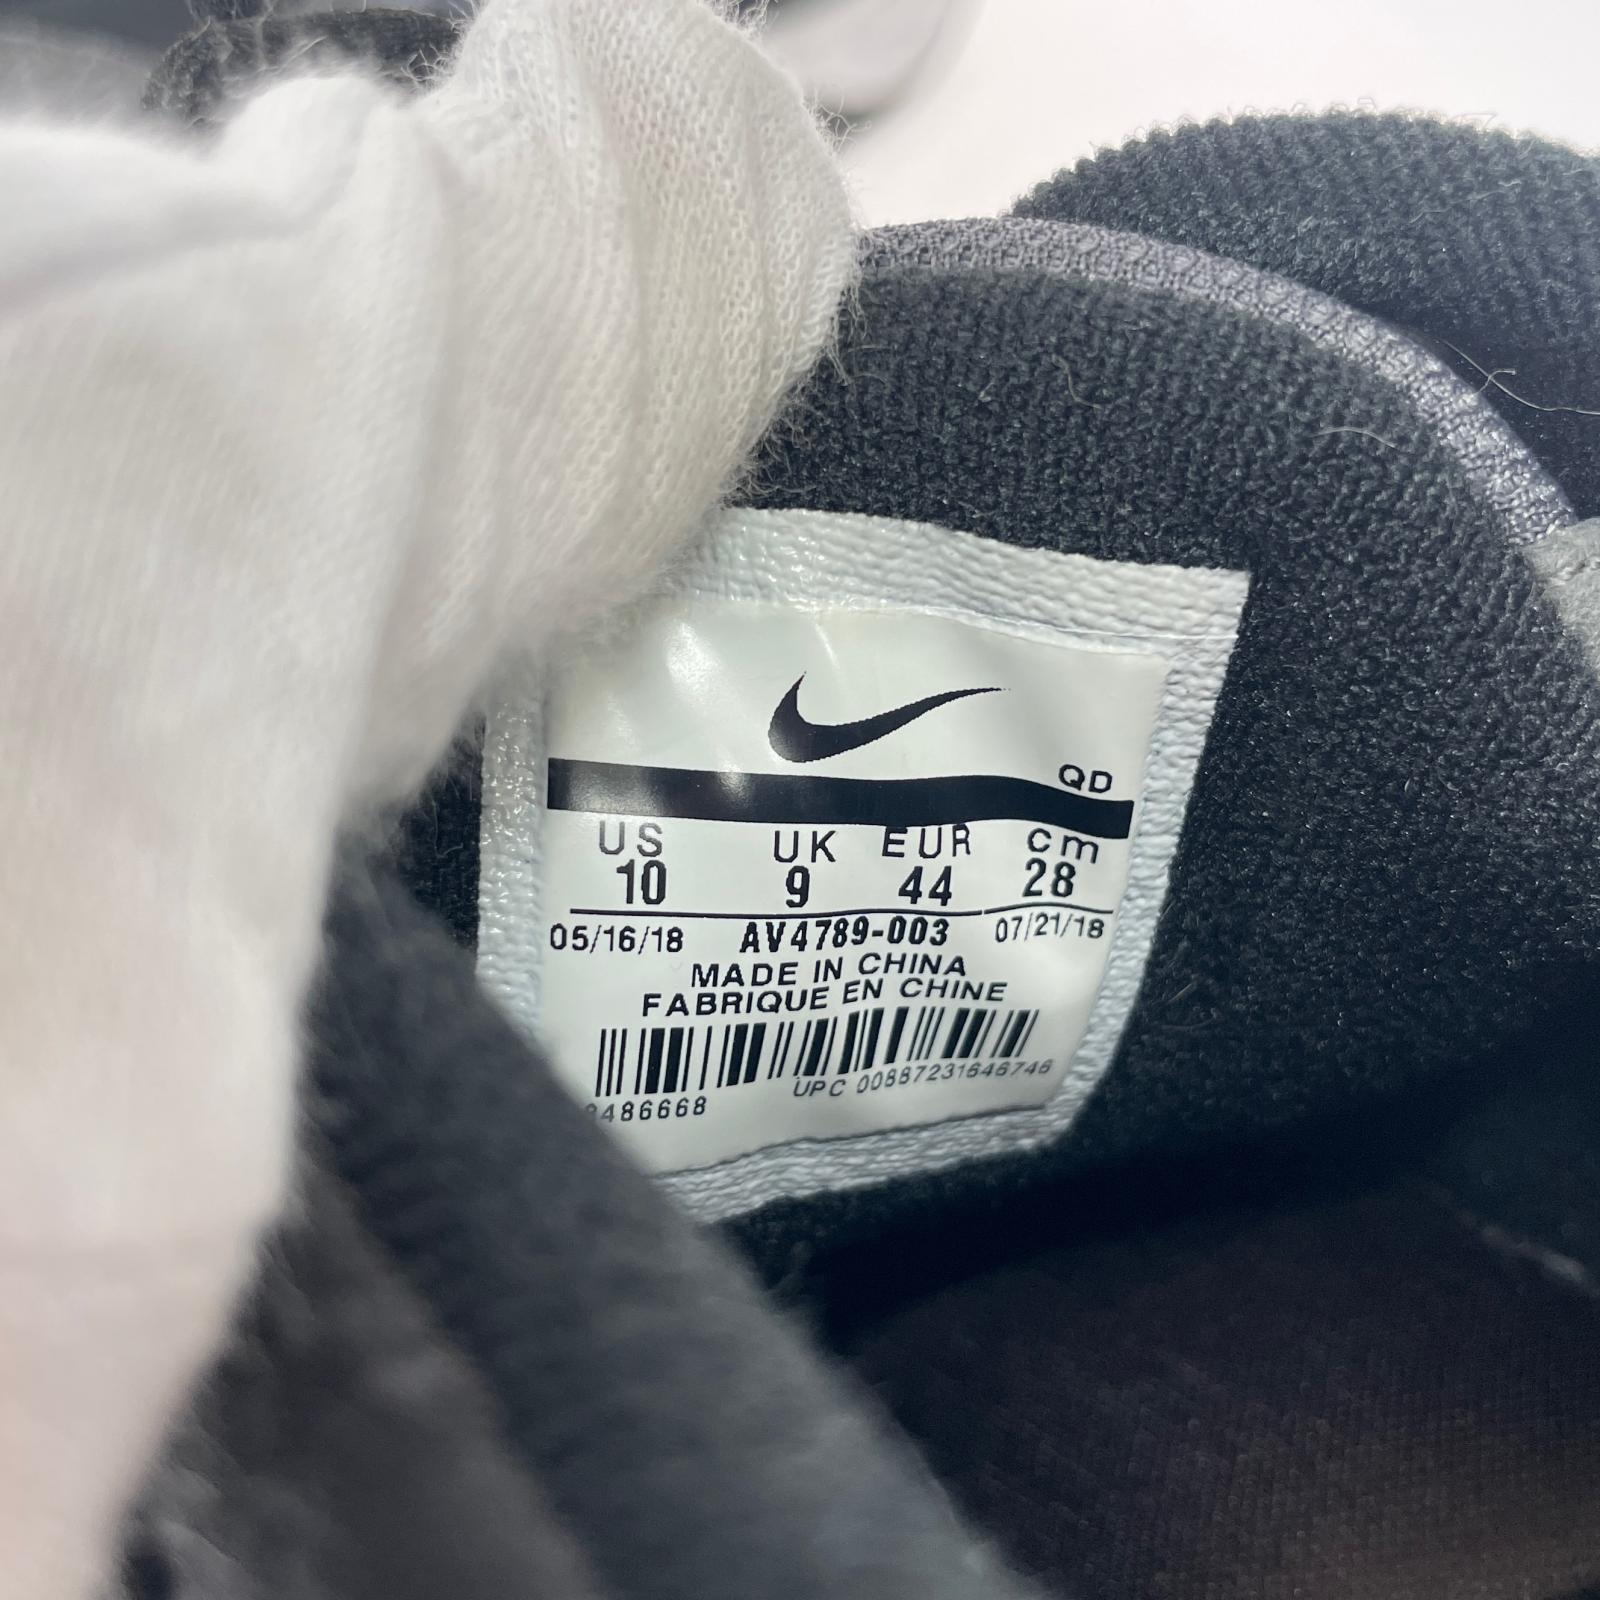 QD
US UK EUR cm
10 9 44 28
05/16/18 AV4789-003 07/21/18
MADE IN CHINA
FABRIQUE EN CHINE
UPC 00887231646746
486668